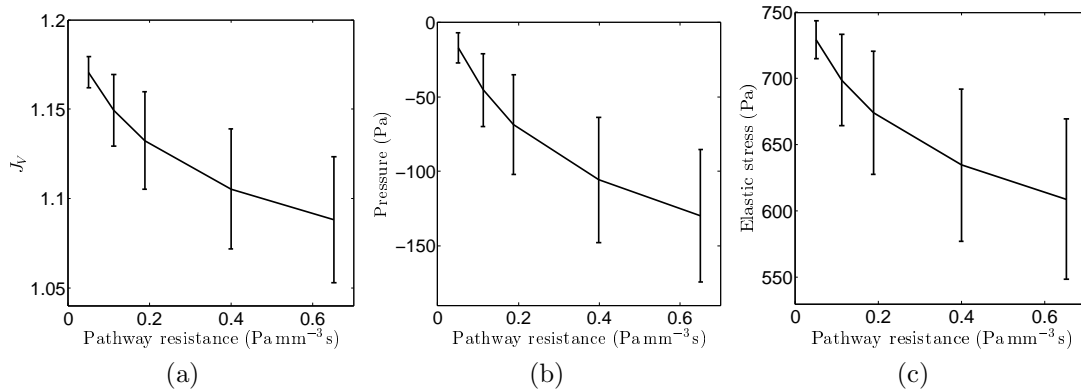 1.2
1.15
1.1
1.05
J_V
0 0.2 0.4 0.6
Pathway resistance (Pa mm⁻³ s)
(a)
0
−50
−100
−150
Pressure (Pa)
0 0.2 0.4 0.6
Pathway resistance (Pa mm⁻³ s)
(b)
750
700
650
600
550
Elastic stress (Pa)
0 0.2 0.4 0.6
Pathway resistance (Pa mm⁻³ s)
(c)